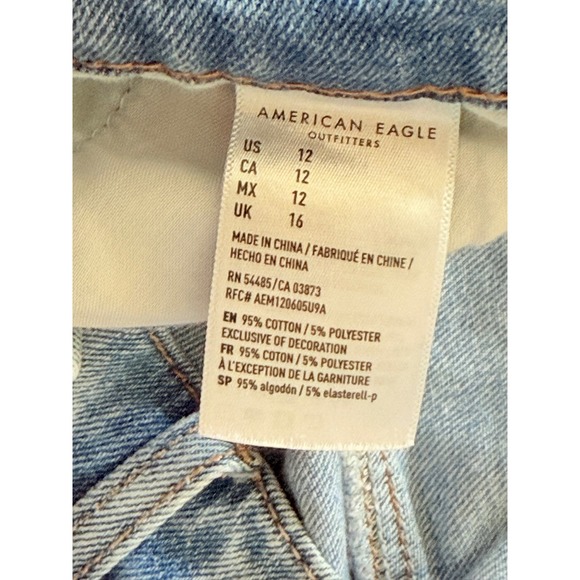 AMERICAN EAGLE
OUTFITTERS
US 12
CA 12
MX 12
UK 16
MADE IN CHINA / FABRIQUÉ EN CHINE /
HECHO EN CHINA
RN 54485/CA 03873
RFC# AEM120605U9A
EN 95% COTTON / 5% POLYESTER
EXCLUSIVE OF DECORATION
FR 95% COTON / 5% POLYESTER
À L'EXCEPTION DE LA GARNITURE
SP 95% algodón / 5% elasterell-p